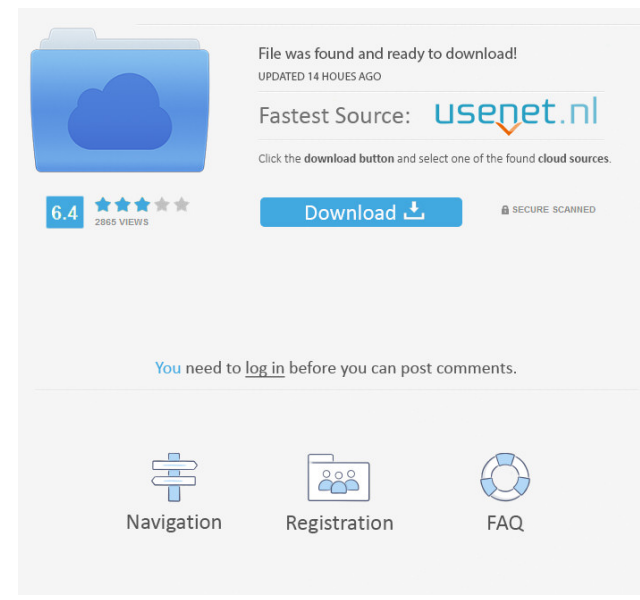 File was found and ready to download!
UPDATED 14 HOUES AGO
Fastest Source: usenet.nl
Click the download button and select one of the found cloud sources.
6.4
2865 VIEWS
Download
SECURE SCANNED
You need to log in before you can post comments.
Navigation
Registration
FAQ